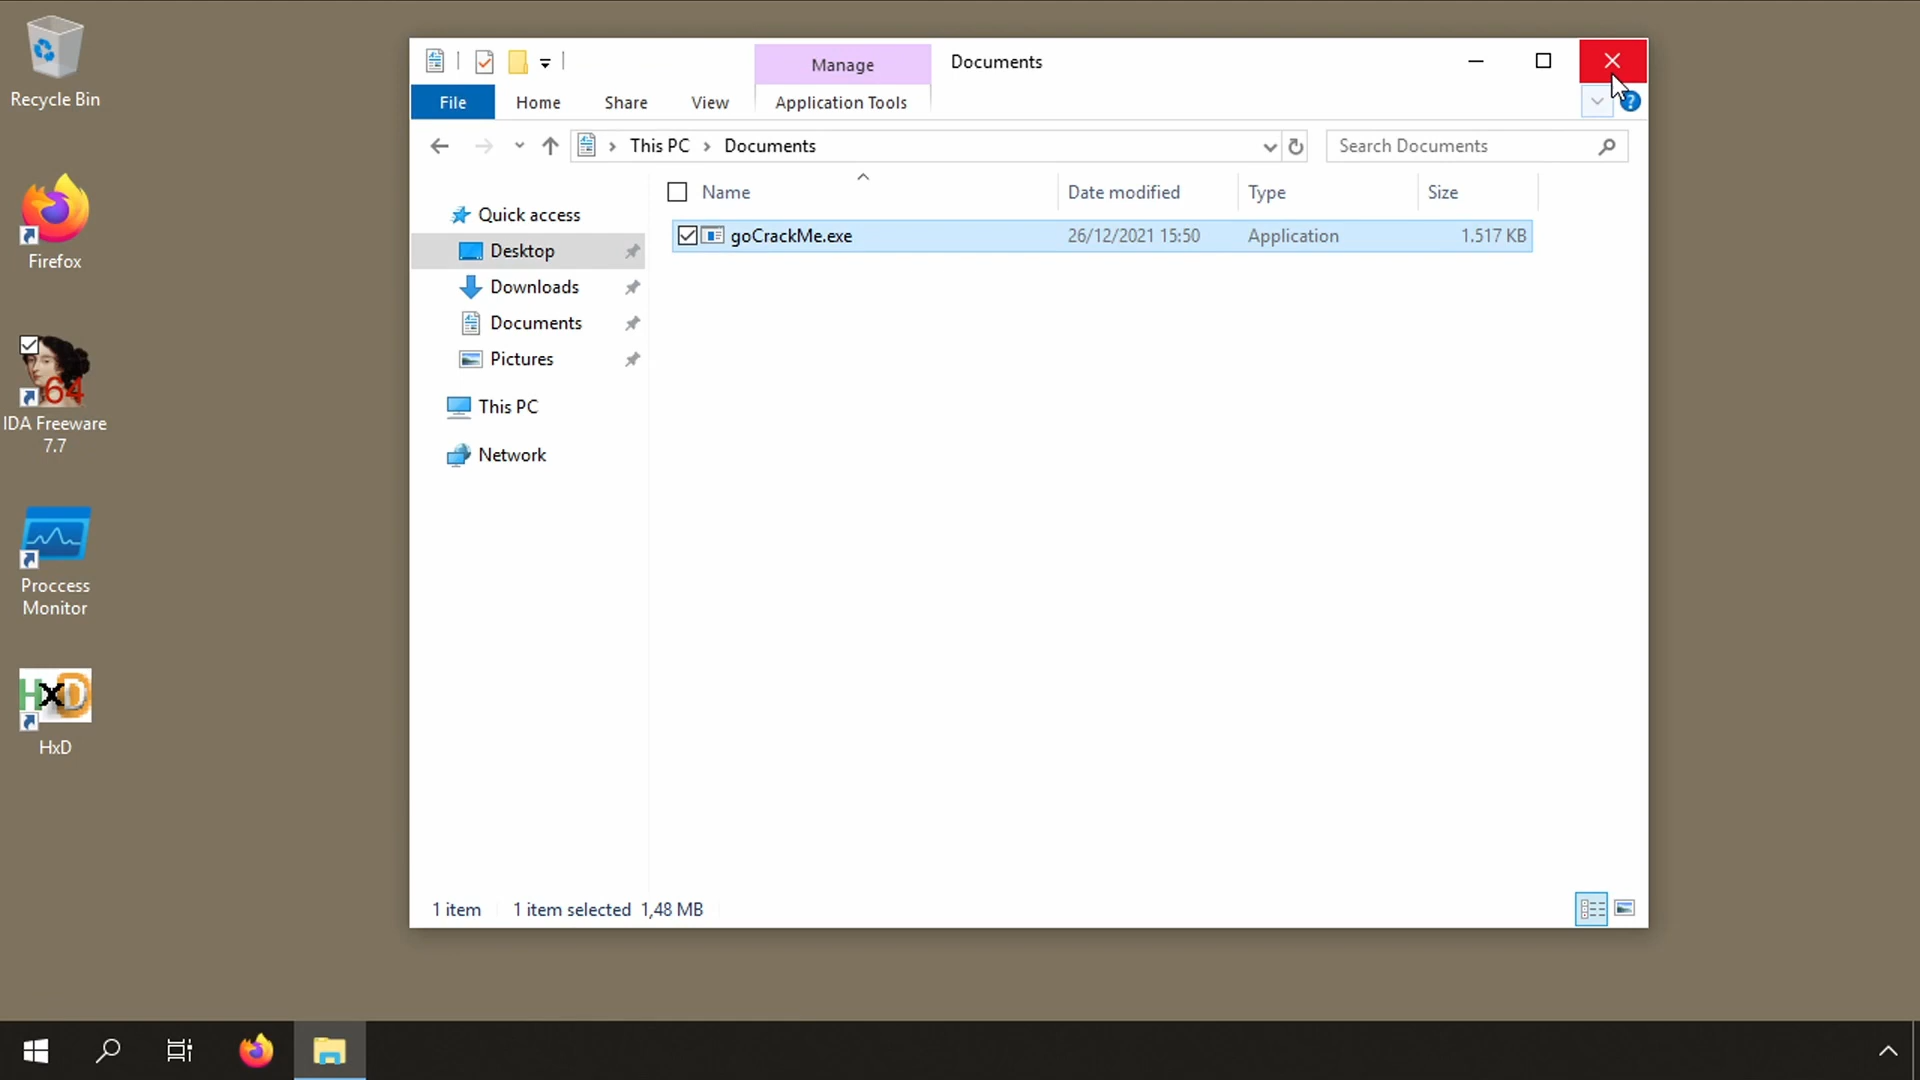 Recycle Bin
Firefox
64
IDA Freeware
7.7
Proccess
Monitor
HxD
HxD
Manage
Documents
File
Home
Share
View
Application Tools
?
This PC
Documents
Search Documents
Name
Date modified
Type
Size
goCrackMe.exe
26/12/2021 15:50
Application
1.517 KB
Quick access
Desktop
Downloads
Documents
Pictures
This PC
Network
1 item
1 item selected 1,48 MB